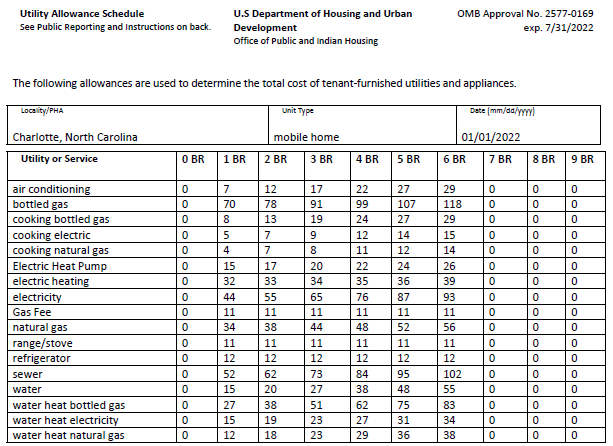 Utility Allowance Schedule U.S Department of Housing and Urban OMB Approval No. 2577-0169
See Public Reporting and Instructions on back. Development exp. 7/31/2022
Office of Public and Indian Housing
The following allowances are used to determine the total cost of tenant-furnished utilities and appliances.
Locality/PHA Unit Type Date (mm/dd/yyyy)
Charlotte, North Carolina mobile home 01/01/2022
Utility or Service 0 BR 1 BR 2 BR 3 BR 4 BR 5 BR 6 BR 7 BR 8 BR 9 BR
air conditioning 0 7 12 17 22 27 29 0 0 0
bottled gas 0 70 78 91 99 107 118 0 0 0
cooking bottled gas 0 8 13 19 24 27 29 0 0 0
cooking electric 0 5 7 9 12 14 15 0 0 0
cooking natural gas 0 4 7 8 11 12 14 0 0 0
Electric Heat Pump 0 15 17 20 22 24 26 0 0 0
electric heating 0 32 33 34 35 36 39 0 0 0
electricity 0 44 55 65 76 87 93 0 0 0
Gas Fee 0 11 11 11 11 11 11 0 0 0
natural gas 0 34 38 44 48 52 56 0 0 0
range/stove 0 11 11 11 11 11 11 0 0 0
refrigerator 0 12 12 12 12 12 12 0 0 0
sewer 0 52 62 73 84 95 102 0 0 0
water 0 15 20 27 38 48 55 0 0 0
water heat bottled gas 0 27 38 51 62 75 83 0 0 0
water heat electricity 0 15 19 23 27 31 34 0 0 0
water heat natural gas 0 12 18 23 29 36 38 0 0 0